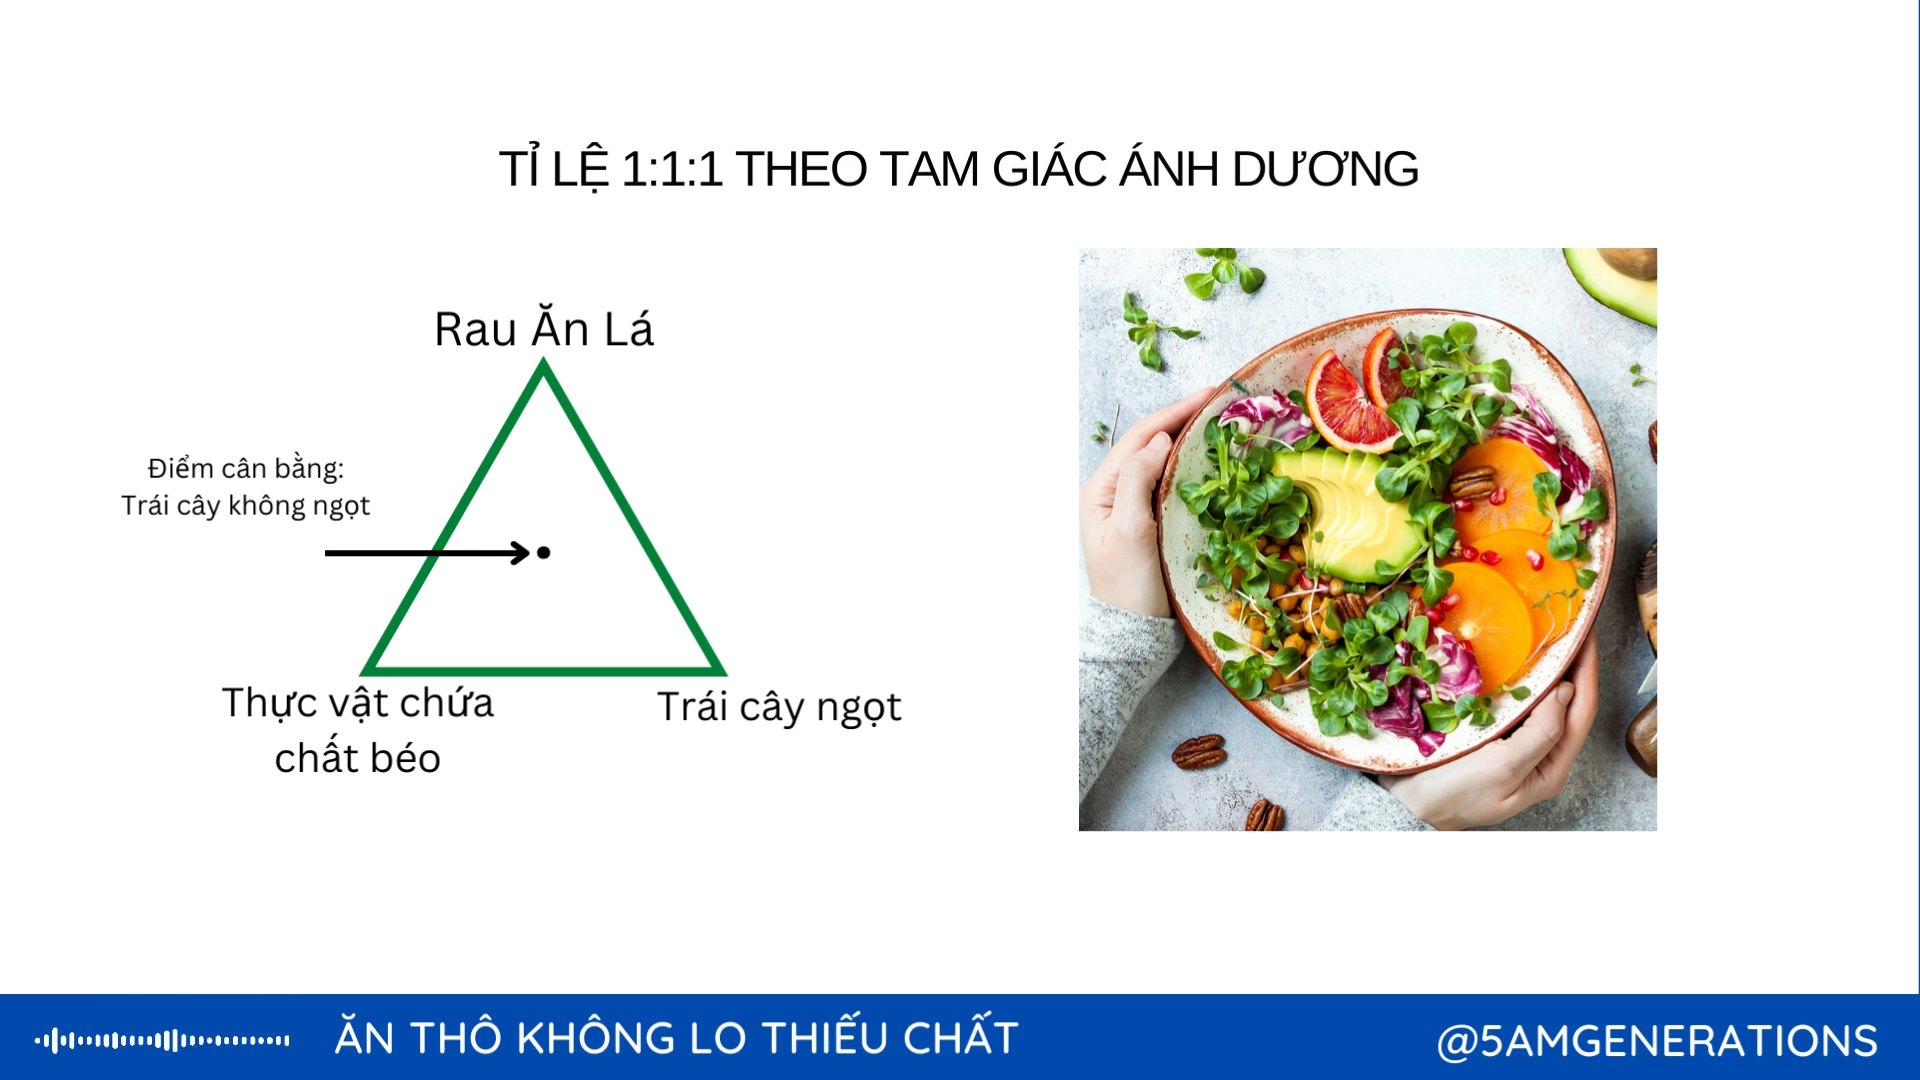 TỈ LỆ 1:1:1 THEO TAM GIÁC ÁNH DƯƠNG
Rau Ăn Lá
Điểm cân bằng:
Trái cây không ngọt
Thực vật chứa
chất béo
Trái cây ngọt
ĂN THÔ KHÔNG LO THIẾU CHẤT
@5AMGENERATIONS